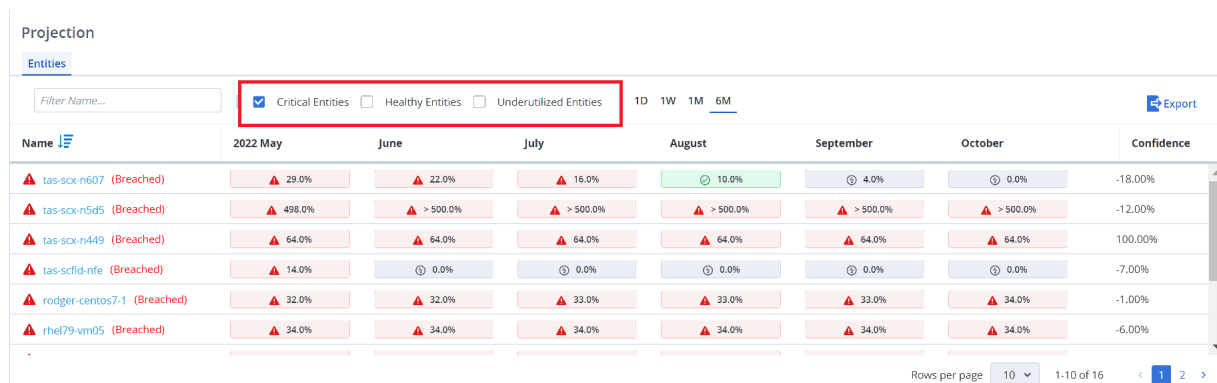 Projection
Entities
Filter Name... Critical Entities Healthy Entities Underutilized Entities 1D 1W 1M 6M Export
Name 2022 May June July August September October Confidence
tas-scx-n607 (Breached) 29.0% 22.0% 16.0% 10.0% 4.0% 0.0% -18.00%
tas-scx-n5d5 (Breached) 498.0% > 500.0% > 500.0% > 500.0% > 500.0% > 500.0% -12.00%
tas-scx-n449 (Breached) 64.0% 64.0% 64.0% 64.0% 64.0% 64.0% 100.00%
tas-scfld-nfe (Breached) 14.0% 0.0% 0.0% 0.0% 0.0% 0.0% -7.00%
rodger-centos7-1 (Breached) 32.0% 32.0% 33.0% 33.0% 33.0% 34.0% -1.00%
rhel79-vm05 (Breached) 34.0% 34.0% 34.0% 34.0% 34.0% 34.0% -6.00%
Rows per page 10 1-10 of 16 < 1 2 >